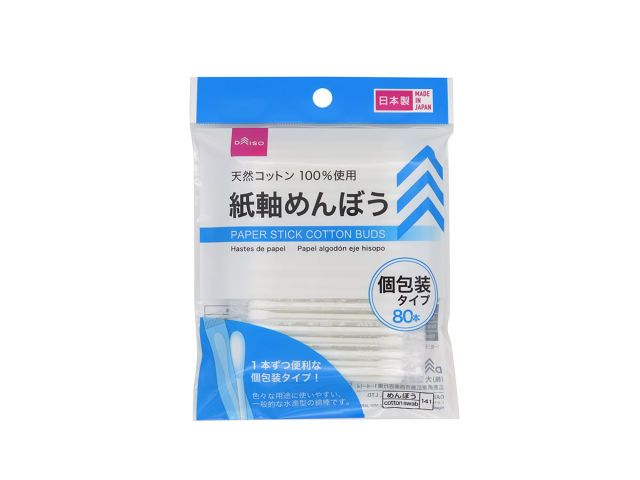 日本製
MADE
IN
JAPAN
DAISO
天然コットン 100%使用
紙軸めんぼう
PAPER STICK COTTON BUDS
Hastes de papel Papel algodón eje hisopo
個包装
タイプ
80本
1本ずつ便利な
個包装タイプ!
色々な用途に使いやすい、
一般的な水滴型の綿棒です。
めんぼう
cotton swab
141